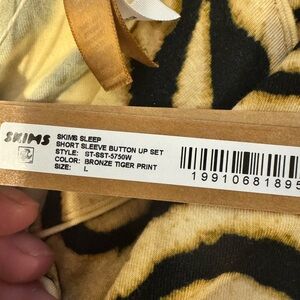 SKIMS
SKIMS SLEEP
SHORT SLEEVE BUTTON UP SET
STYLE: ST-SST-5750W
COLOR: BRONZE TIGER PRINT
SIZE: L
19910681895